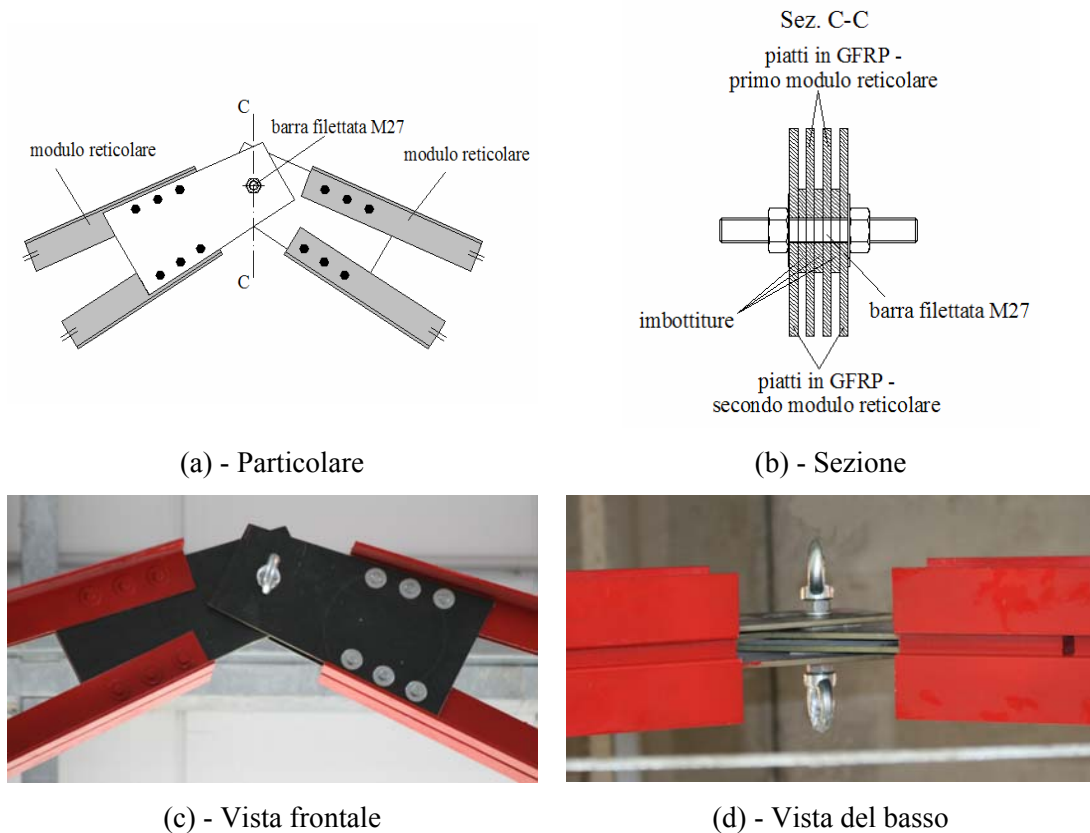 C
barra filettata M27
modulo reticolare
modulo reticolare
C
(a) - Particolare
Sez. C-C
piatti in GFRP -
primo modulo reticolare
imbottiture
barra filettata M27
piatti in GFRP -
secondo modulo reticolare
(b) - Sezione
(c) - Vista frontale
(d) - Vista del basso